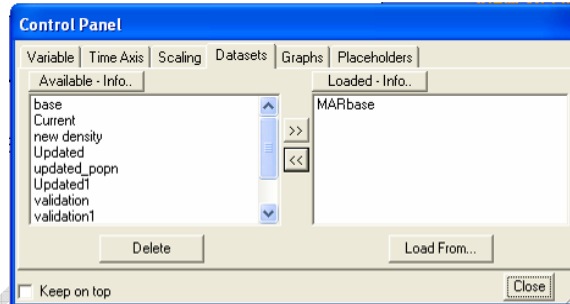 Control Panel
Variable Time Axis Scaling Datasets Graphs Placeholders
Available - Info.. Loaded - Info..
base
Current
new density
Updated
updated_popn
Updated1
validation
validation1
>>
<<
MARbase
Delete Load From...
Keep on top Close